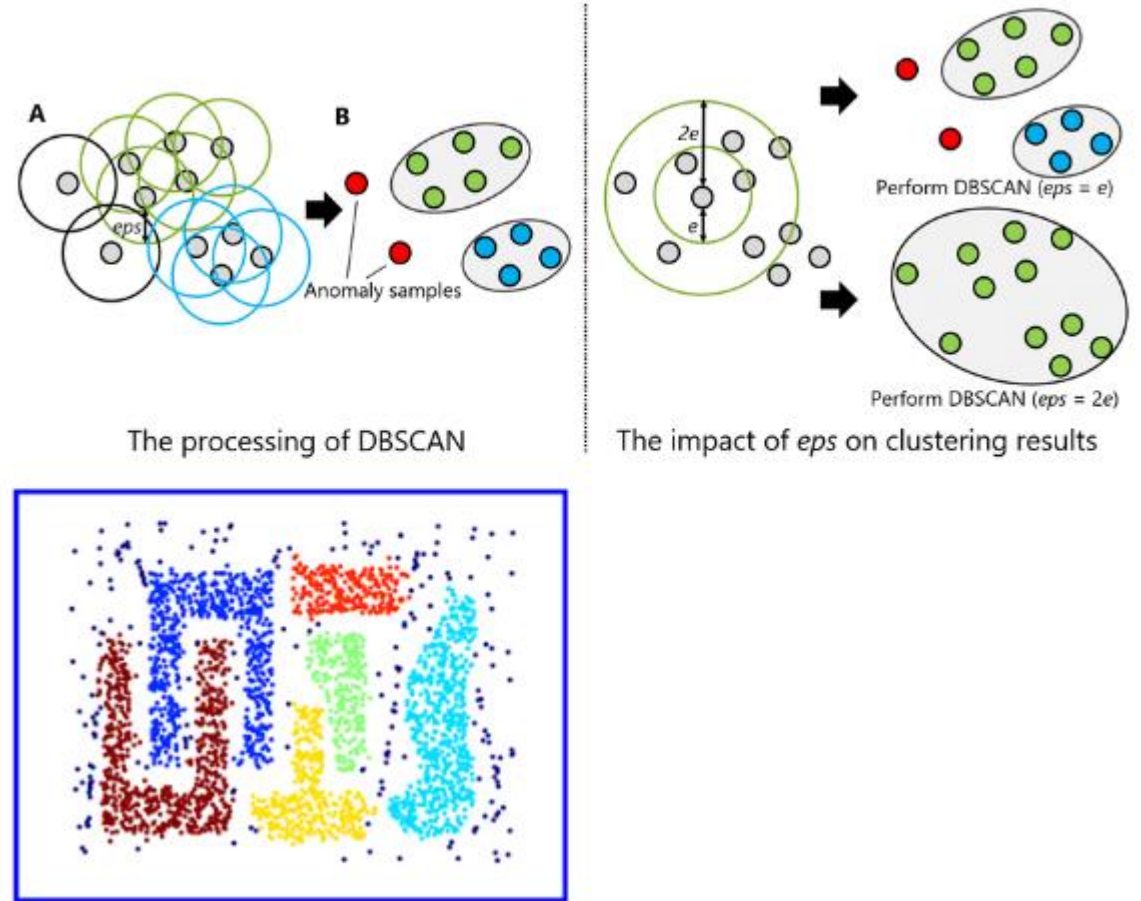 A
B
eps
Anomaly samples
The processing of DBSCAN
2e
e
Perform DBSCAN (eps = e)
Perform DBSCAN (eps = 2e)
The impact of eps on clustering results